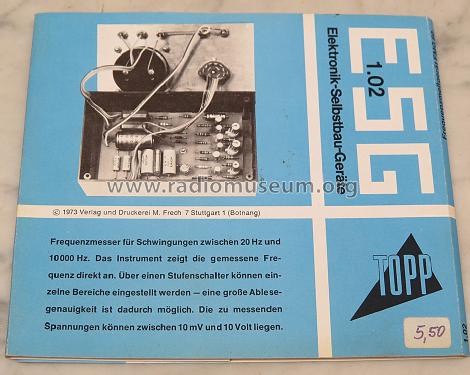 ESG
1.02
Elektronik-Selbstbau-Geräte
www.radiomuseum.org
© 1973 Verlag und Druckerei M. Frech 7 Stuttgart 1 (Botnang)
Frequenzmesser für Schwingungen zwischen 20 Hz und
10000 Hz. Das Instrument zeigt die gemessene Fre-
quenz direkt an. Über einen Stufenschalter können ein-
zelne Bereiche eingestellt werden — eine große Ablese-
genauigkeit ist dadurch möglich. Die zu messenden
Spannungen können zwischen 10 mV und 10 Volt liegen.
TOPP
5,50